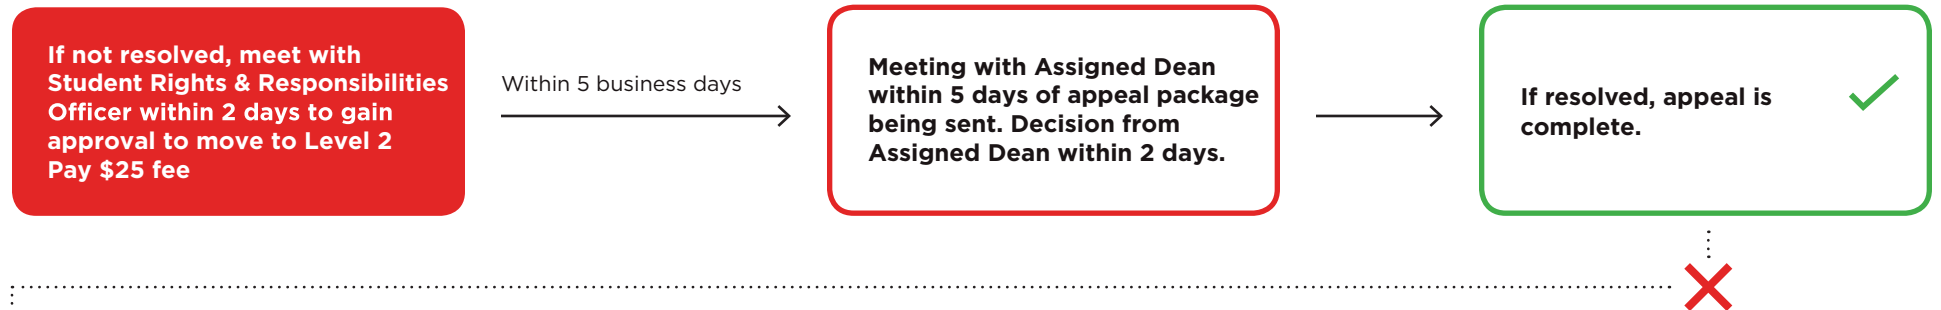 If not resolved, meet with
Student Rights & Responsibilities
Officer within 2 days to gain
approval to move to Level 2
Pay $25 fee
Within 5 business days
Meeting with Assigned Dean
within 5 days of appeal package
being sent. Decision from
Assigned Dean within 2 days.
If resolved, appeal is
complete.